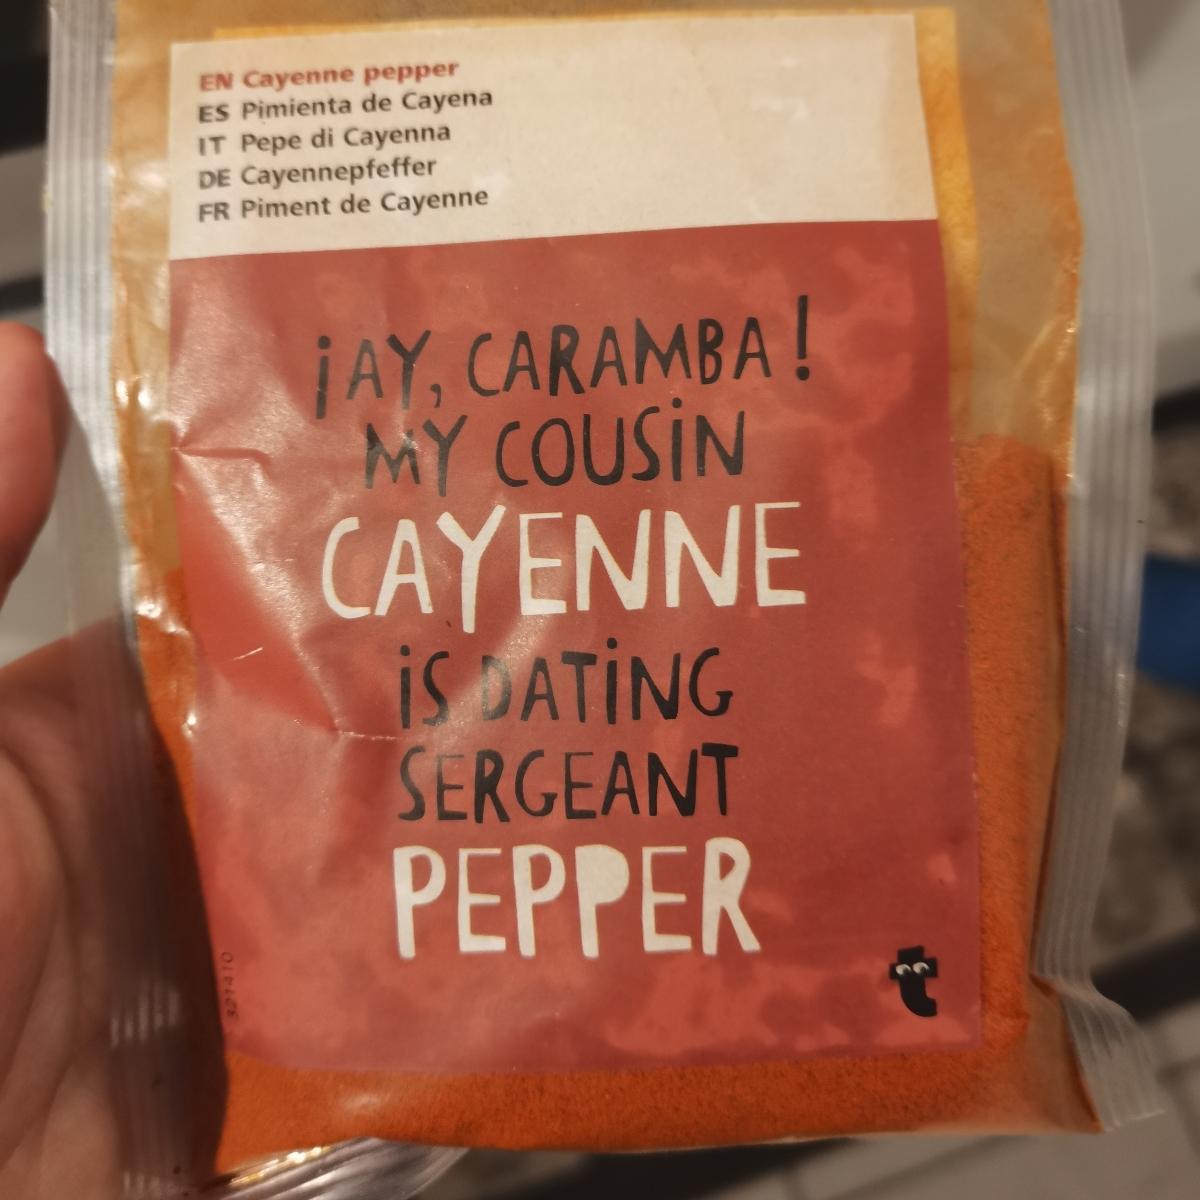 EN Cayenne pepper
ES Pimienta de Cayena
IT Pepe di Cayenna
DE Cayennepfeffer
FR Piment de Cayenne
¡AY, CARAMBA!
MY COUSIN
CAYENNE
IS DATING
SERGEANT
PEPPER
t
321410